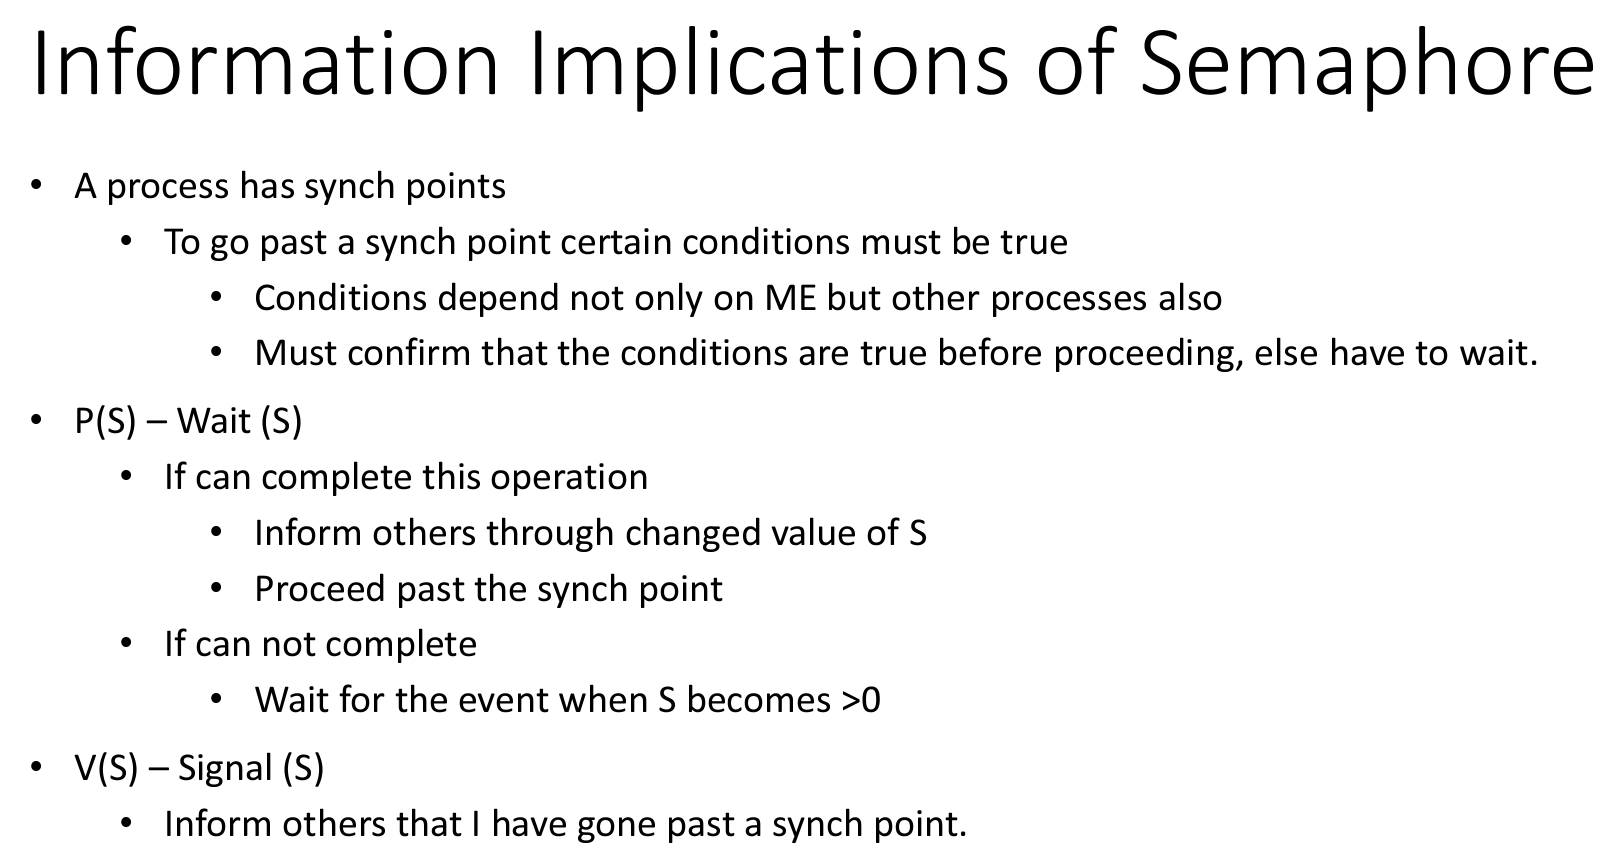 Information Implications of Semaphore
• A process has synch points
• To go past a synch point certain conditions must be true
• Conditions depend not only on ME but other processes also
• Must confirm that the conditions are true before proceeding, else have to wait.
• P(S) – Wait (S)
• If can complete this operation
• Inform others through changed value of S
• Proceed past the synch point
• If can not complete
• Wait for the event when S becomes >0
• V(S) – Signal (S)
• Inform others that I have gone past a synch point.